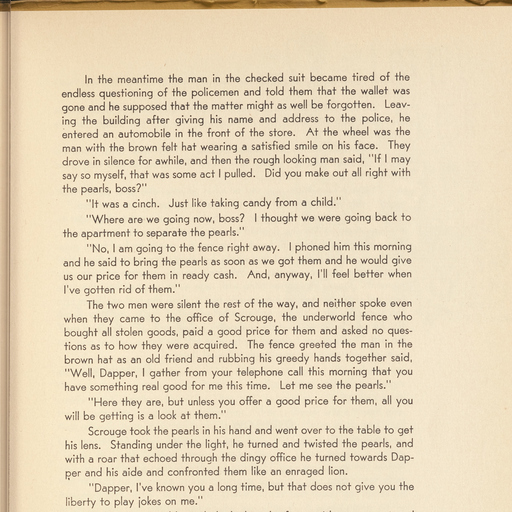 In the meantime the man in the checked suit became tired of the
endless questioning of the policemen and told them that the wallet was
gone and he supposed that the matter might as well be forgotten. Leav-
ing the building after giving his name and address to the police, he
entered an automobile in the front of the store. At the wheel was the
man with the brown felt hat wearing a satisfied smile on his face. They
drove in silence for awhile, and then the rough looking man said, "If I may
say so myself, that was some act I pulled. Did you make out all right with
the pearls, boss?"
"It was a cinch. Just like taking candy from a child."
"Where are we going now, boss? I thought we were going back to
the apartment to separate the pearls."
"No, I am going to the fence right away. I phoned him this morning
and he said to bring the pearls as soon as we got them and he would give
us our price for them in ready cash. And, anyway, I'll feel better when
I've gotten rid of them."
The two men were silent the rest of the way, and neither spoke even
when they came to the office of Scrouge, the underworld fence who
bought all stolen goods, paid a good price for them and asked no ques-
tions as to how they were acquired. The fence greeted the man in the
brown hat as an old friend and rubbing his greedy hands together said,
"Well, Dapper, I gather from your telephone call this morning that you
have something real good for me this time. Let me see the pearls."
"Here they are, but unless you offer a good price for them, all you
will be getting is a look at them."
Scrouge took the pearls in his hand and went over to the table to get
his lens. Standing under the light, he turned and twisted the pearls, and
with a roar that echoed through the dingy office he turned towards Dap-
per and his aide and confronted them like an enraged lion.
"Dapper, I've known you a long time, but that does not give you the
liberty to play jokes on me."